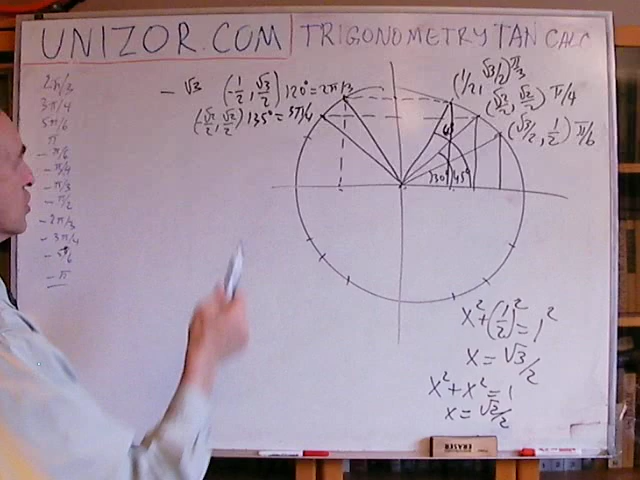 UNIZOR.COM | TRIGONOMETRY TAN CALC
2π/3
3π/4
5π/6
π
- π/6
- π/4
- π/3
- π/2
- 2π/3
- 3π/4
- 5π/6
- π
- √3 (-1/2, √3/2) 120° = 2π/3
(-√2/2, √2/2) 135° = 3π/4
(1/2, √3/2) π/3
(√2/2, √2/2) π/4
(√3/2, 1/2) π/6
30° 45°
x² + (1/2)² = 1²
x = √3/2
x² + x² = 1
x = √2/2